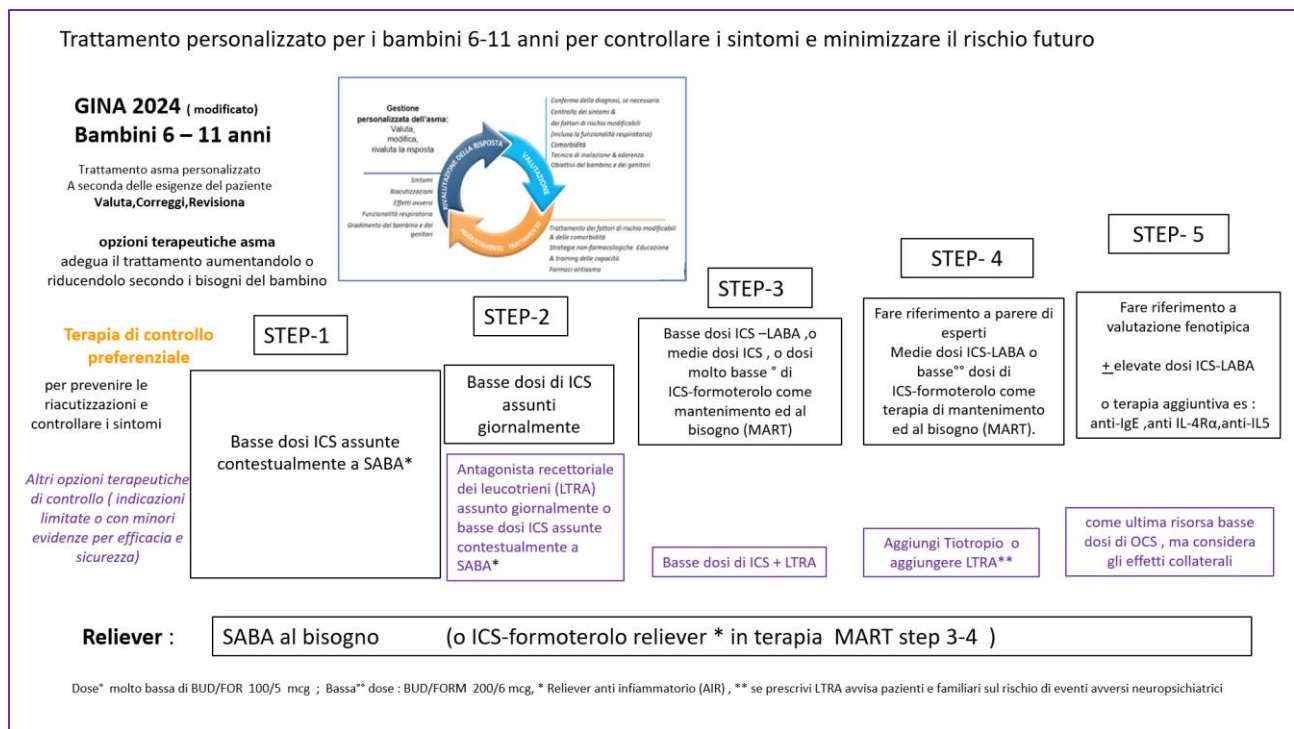 Trattamento personalizzato per i bambini 6-11 anni per controllare i sintomi e minimizzare il rischio futuro
GINA 2024 ( modificato)
Bambini 6 – 11 anni
Trattamento asma personalizzato
A seconda delle esigenze del paziente
Valuta,Correggi,Revisiona
opzioni terapeutiche asma
adegua il trattamento aumentandolo o
riducendolo secondo i bisogni del bambino
Gestione
personalizzata dell'asma:
Valuta,
modifica,
rivaluta la risposta
Conferma della diagnosi, se necessario
Controllo dei sintomi &
dei fattori di rischio modificabili
(inclusa la funzionalità respiratoria)
Comorbidità
Tecnica di inalazione & aderenza
Obiettivi del bambino e dei genitori
RIVALUTAZIONE DELLA RISPOSTA
VALUTAZIONE
TRATTAMENTO
Sintomi
Riacutizzazioni
Effetti avversi
Funzionalità respiratoria
Gradimento del bambino e dei
genitori
Trattamento dei fattori di rischio modificabili
& delle comorbidità
Strategie non-farmacologiche Educazione
& training delle capacità
Farmaci antiasma
Terapia di controllo
preferenziale
per prevenire le
riacutizzazioni e
controllare i sintomi
Altri opzioni terapeutiche
di controllo ( indicazioni
limitate o con minori
evidenze per efficacia e
sicurezza)
STEP-1
Basse dosi ICS assunte
contestualmente a SABA*
STEP-2
Basse dosi di ICS
assunti
giornalmente
Antagonista recettoriale
dei leucotrieni (LTRA)
assunto giornalmente o
basse dosi ICS assunte
contestualmente a
SABA*
STEP-3
Basse dosi ICS –LABA ,o
medie dosi ICS , o dosi
molto basse ° di
ICS-formoterolo come
mantenimento ed al
bisogno (MART)
Basse dosi di ICS + LTRA
STEP- 4
Fare riferimento a parere di
esperti
Medie dosi ICS-LABA o
basse°° dosi di
ICS-formoterolo come
terapia di mantenimento
ed al bisogno (MART).
Aggiungi Tiotropio o
aggiungere LTRA**
STEP- 5
Fare riferimento a
valutazione fenotipica
+ elevate dosi ICS-LABA
o terapia aggiuntiva es :
anti-IgE ,anti IL-4Rα,anti-IL5
come ultima risorsa basse
dosi di OCS , ma considera
gli effetti collaterali
Reliever : SABA al bisogno (o ICS-formoterolo reliever * in terapia MART step 3-4 )
Dose° molto bassa di BUD/FOR 100/5 mcg ; Bassa°° dose : BUD/FORM 200/6 mcg, * Reliever anti infiammatorio (AIR) , ** se prescrivi LTRA avvisa pazienti e familiari sul rischio di eventi avversi neuropsichiatrici